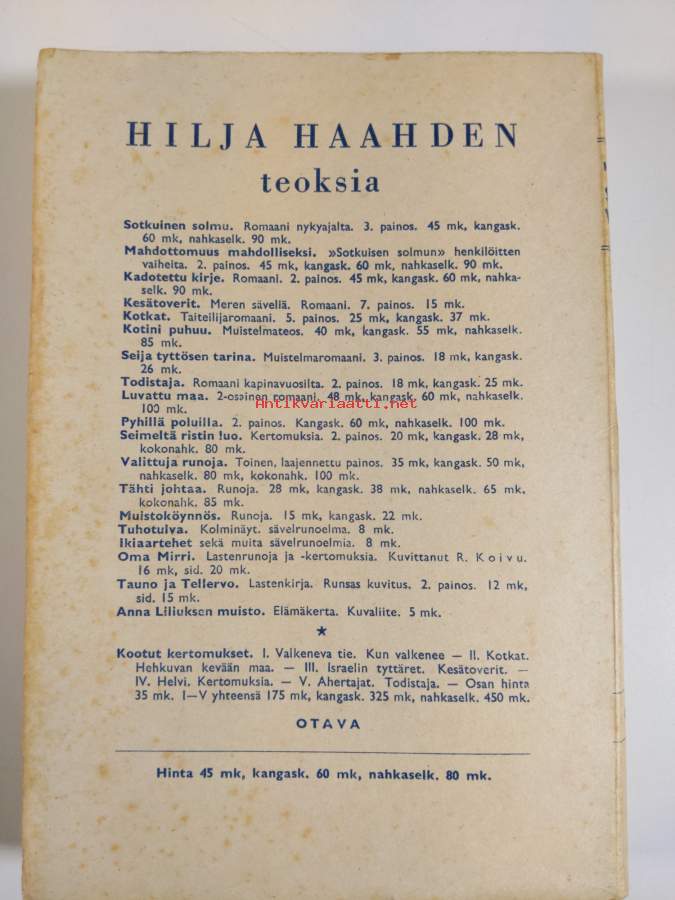 HILJA HAAHDEN
teoksia
Sotkuinen solmu. Romaani nykyajalta. 3. painos. 45 mk, kangask.
60 mk, nahkaselk. 90 mk.
Mahdottomuus mahdolliseksi. »Sotkuisen solmun» henkilöitten
vaiheita. 2. painos. 45 mk, kangask. 60 mk, nahkaselk. 90 mk.
Kadotettu kirje. Romaani. 2. painos. 45 mk, kangask. 60 mk, nahka-
selk. 90 mk.
Kesätoverit. Meren sävellä. Romaani. 7. painos. 15 mk.
Kotkat. Taiteilijaromaani. 5. painos. 25 mk, kangask. 37 mk.
Kotini puhuu. Muistelmateos. 40 mk, kangask. 55 mk, nahkaselk.
85 mk.
Seija tyttösen tarina. Muistelmaromaani. 3. painos. 18 mk, kangask.
26 mk.
Todistaja. Romaani kapinavuosilta. 2. painos. 18 mk, kangask. 25 mk.
Luvattu maa. 2-osainen romaani. 48 mk, kangask. 60 mk, nahkaselk.
100 mk.
Antikvariaatti.net
Pyhillä poluilla. 2. painos. Kangask. 60 mk, nahkaselk. 100 mk.
Seimeltä ristin luo. Kertomuksia. 2. painos. 20 mk, kangask. 28 mk,
kokonahk. 80 mk.
Valittuja runoja. Toinen, laajennettu painos. 35 mk, kangask. 50 mk,
nahkaselk. 80 mk, kokonahk. 100 mk.
Tähti johtaa. Runoja. 28 mk, kangask. 38 mk, nahkaselk. 65 mk,
kokonahk. 85 mk.
Muistoköynnös. Runoja. 15 mk, kangask. 22 mk.
Tuhotulva. Kolminäyt. sävelrunoelma. 8 mk.
Ikiaartehet sekä muita sävelrunoelmia. 8 mk.
Oma Mirri. Lastenrunoja ja -kertomuksia. Kuvittanut R. Koivu.
16 mk, sid. 20 mk.
Tauno ja Tellervo. Lastenkirja. Runsas kuvitus. 2. painos. 12 mk,
sid. 15 mk.
Anna Liliuksen muisto. Elämäkerta. Kuvaliite. 5 mk.
★
Kootut kertomukset. I. Valkeneva tie. Kun valkenee — II. Kotkat.
Hehkuvan kevään maa. — III. Israelin tyttäret. Kesätoverit. —
IV. Helvi. Kertomuksia. — V. Ahertajat. Todistaja. — Osan hinta
35 mk. I—V yhteensä 175 mk, kangask. 325 mk, nahkaselk. 450 mk.
OTAVA
Hinta 45 mk, kangask. 60 mk, nahkaselk. 80 mk.